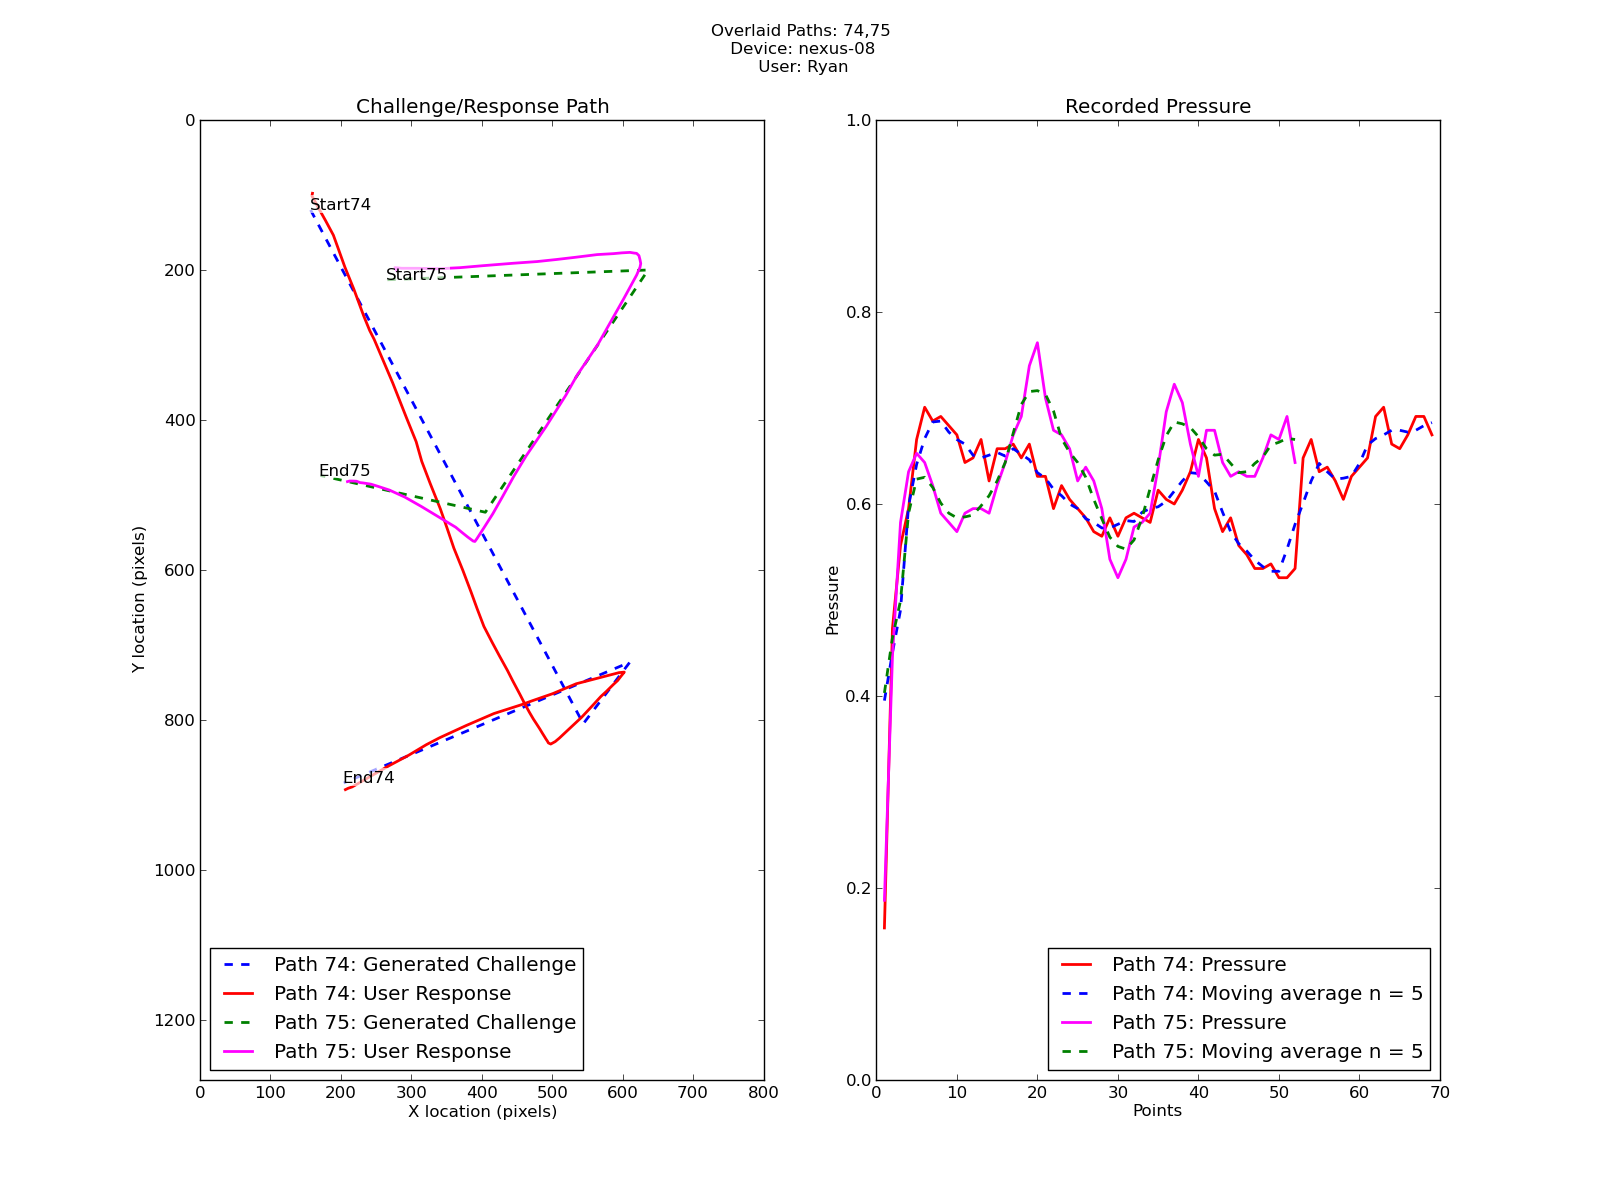 Overlaid Paths: 74,75
Device: nexus-08
User: Ryan
Challenge/Response Path
0
200
400
600
800
1000
1200
Y location (pixels)
Start74
Start75
End75
End74
Path 74: Generated Challenge
Path 74: User Response
Path 75: Generated Challenge
Path 75: User Response
0 100 200 300 400 500 600 700 800
X location (pixels)
Recorded Pressure
1.0
0.8
0.6
0.4
0.2
0.0
Pressure
Path 74: Pressure
Path 74: Moving average n = 5
Path 75: Pressure
Path 75: Moving average n = 5
0 10 20 30 40 50 60 70
Points